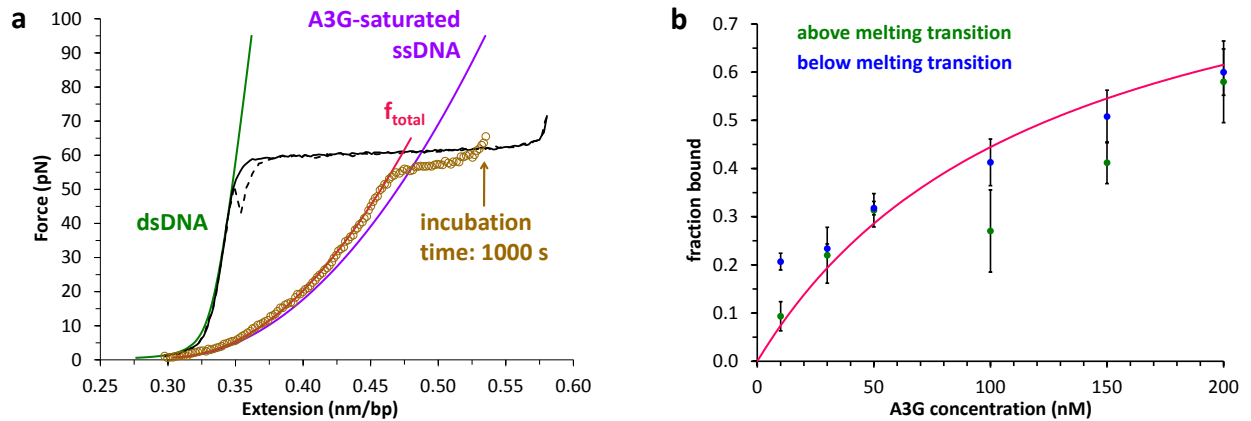 a
A3G-saturated
ssDNA
f_total
dsDNA
incubation
time: 1000 s
Force (pN)
100
90
80
70
60
50
40
30
20
10
0
0.25
0.30
0.35
0.40
0.45
0.50
0.55
0.60
Extension (nm/bp)
b
above melting transition
below melting transition
fraction bound
0.7
0.6
0.5
0.4
0.3
0.2
0.1
0.0
0
50
100
150
200
A3G concentration (nM)